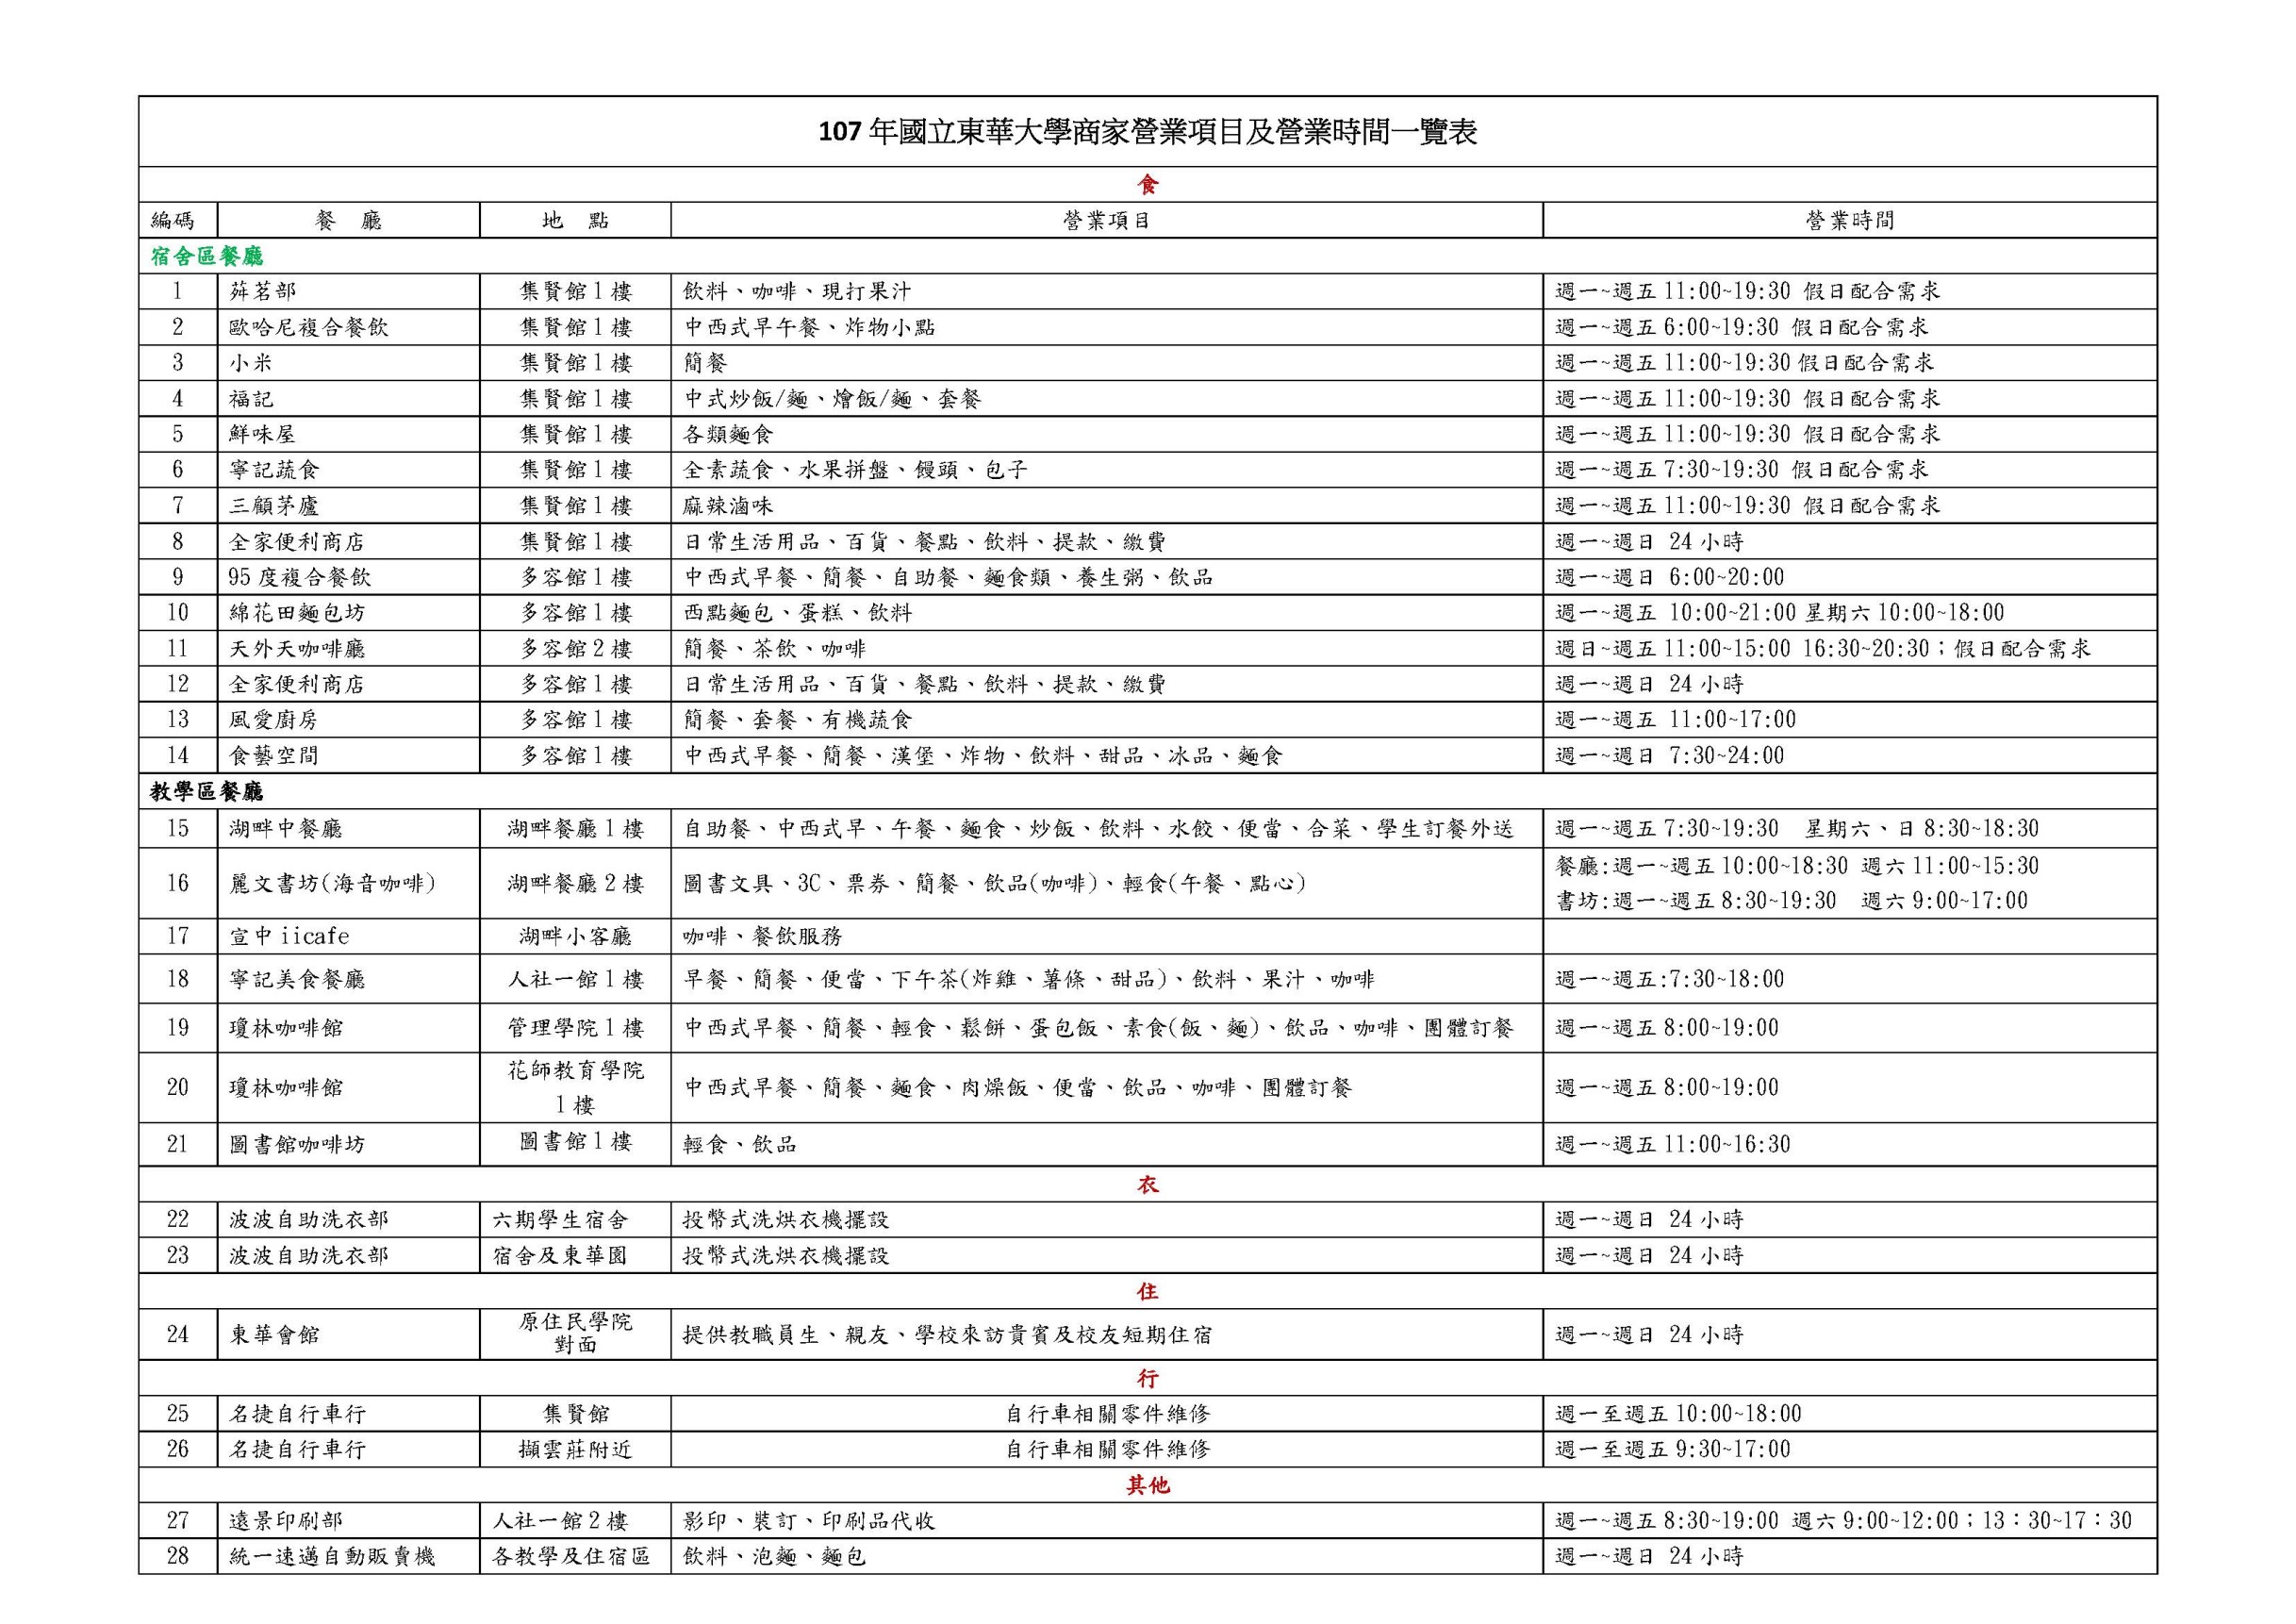 107 年國立東華大學商家營業項目及營業時間一覽表
食
編碼 餐 廳 地 點 營業項目 營業時間
宿舍區餐廳
1 茻茗部 集賢館 1 樓 飲料、咖啡、現打果汁 週一~週五 11:00~19:30 假日配合需求
2 歐哈尼複合餐飲 集賢館 1 樓 中西式早午餐、炸物小點 週一~週五 6:00~19:30 假日配合需求
3 小米 集賢館 1 樓 簡餐 週一~週五 11:00~19:30 假日配合需求
4 福記 集賢館 1 樓 中式炒飯/麵、燴飯/麵、套餐 週一~週五 11:00~19:30 假日配合需求
5 鮮味屋 集賢館 1 樓 各類麵食 週一~週五 11:00~19:30 假日配合需求
6 寧記蔬食 集賢館 1 樓 全素蔬食、水果拼盤、饅頭、包子 週一~週五 7:30~19:30 假日配合需求
7 三顧茅廬 集賢館 1 樓 麻辣滷味 週一~週五 11:00~19:30 假日配合需求
8 全家便利商店 集賢館 1 樓 日常生活用品、百貨、餐點、飲料、提款、繳費 週一~週日 24 小時
9 95 度複合餐飲 多容館 1 樓 中西式早餐、簡餐、自助餐、麵食類、養生粥、飲品 週一~週日 6:00~20:00
10 綿花田麵包坊 多容館 1 樓 西點麵包、蛋糕、飲料 週一~週五 10:00~21:00 星期六 10:00~18:00
11 天外天咖啡廳 多容館 2 樓 簡餐、茶飲、咖啡 週日~週五 11:00~15:00 16:30~20:30；假日配合需求
12 全家便利商店 多容館 1 樓 日常生活用品、百貨、餐點、飲料、提款、繳費 週一~週日 24 小時
13 風愛廚房 多容館 1 樓 簡餐、套餐、有機蔬食 週一~週五 11:00~17:00
14 食藝空間 多容館 1 樓 中西式早餐、簡餐、漢堡、炸物、飲料、甜品、冰品、麵食 週一~週日 7:30~24:00
教學區餐廳
15 湖畔中餐廳 湖畔餐廳 1 樓 自助餐、中西式早、午餐、麵食、炒飯、飲料、水餃、便當、合菜、學生訂餐外送 週一~週五 7:30~19:30 星期六、日 8:30~18:30
16 麗文書坊(海音咖啡) 湖畔餐廳 2 樓 圖書文具、3C、票券、簡餐、飲品(咖啡)、輕食(午餐、點心) 餐廳:週一~週五 10:00~18:30 週六 11:00~15:30
書坊:週一~週五 8:30~19:30 週六 9:00~17:00
17 宣中 iicafe 湖畔小客廳 咖啡、餐飲服務
18 寧記美食餐廳 人社一館 1 樓 早餐、簡餐、便當、下午茶(炸雞、薯條、甜品)、飲料、果汁、咖啡 週一~週五:7:30~18:00
19 瓊林咖啡館 管理學院 1 樓 中西式早餐、簡餐、輕食、鬆餅、蛋包飯、素食(飯、麵)、飲品、咖啡、團體訂餐 週一~週五 8:00~19:00
20 瓊林咖啡館 花師教育學院
1 樓 中西式早餐、簡餐、麵食、肉燥飯、便當、飲品、咖啡、團體訂餐 週一~週五 8:00~19:00
21 圖書館咖啡坊 圖書館 1 樓 輕食、飲品 週一~週五 11:00~16:30
衣
22 波波自助洗衣部 六期學生宿舍 投幣式洗烘衣機擺設 週一~週日 24 小時
23 波波自助洗衣部 宿舍及東華園 投幣式洗烘衣機擺設 週一~週日 24 小時
住
24 東華會館 原住民學院
對面 提供教職員生、親友、學校來訪貴賓及校友短期住宿 週一~週日 24 小時
行
25 名捷自行車行 集賢館 自行車相關零件維修 週一至週五 10:00~18:00
26 名捷自行車行 擷雲莊附近 自行車相關零件維修 週一至週五 9:30~17:00
其他
27 遠景印刷部 人社一館 2 樓 影印、裝訂、印刷品代收 週一~週五 8:30~19:00 週六 9:00~12:00；13：30~17：30
28 統一速邁自動販賣機 各教學及住宿區 飲料、泡麵、麵包 週一~週日 24 小時